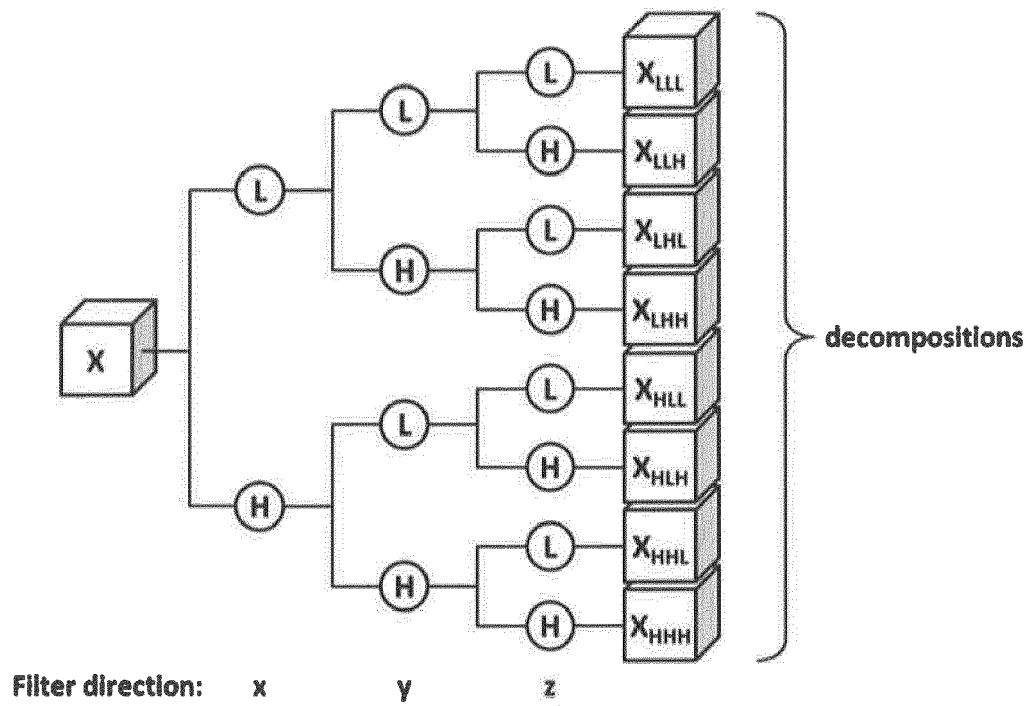 L X_LLL
L
H X_LLH
L
L X_LHL
H
H X_LHH
X
decompositions
L X_HLL
L
H X_HLH
H
L X_HHL
H
H X_HHH
Filter direction: x y z